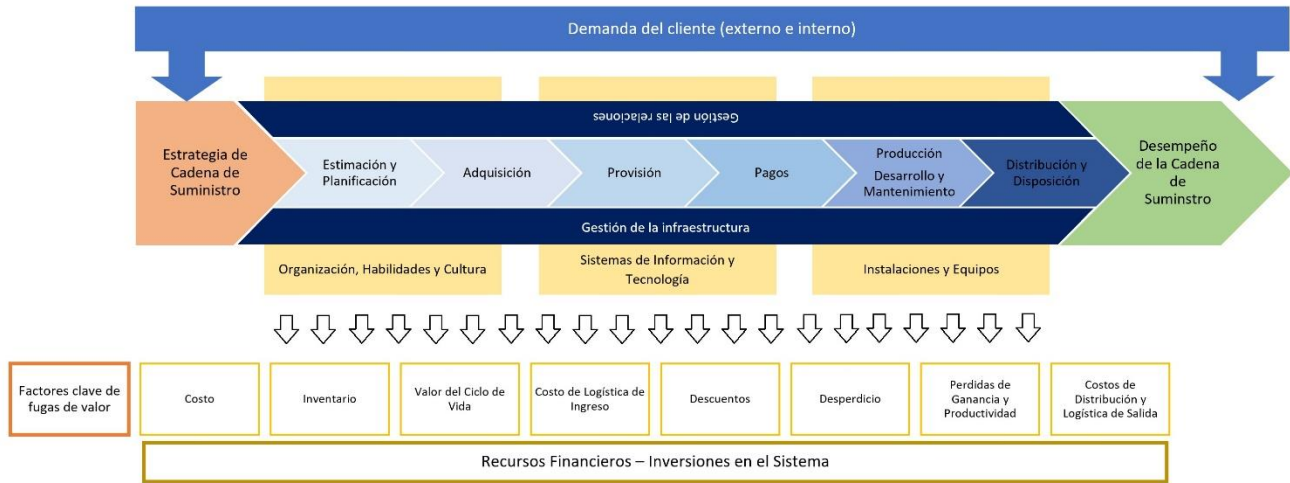 Demanda del cliente (externo e interno)
Gestión de las relaciones
Estrategia de
Cadena de
Suministro
Estimación y
Planificación
Adquisición
Provisión
Pagos
Producción
Desarrollo y
Mantenimiento
Distribución y
Disposición
Desempeño
de la Cadena
de
Suminstro
Gestión de la infraestructura
Organización, Habilidades y Cultura
Sistemas de Información y
Tecnología
Instalaciones y Equipos
Factores clave de
fugas de valor
Costo
Inventario
Valor del Ciclo de
Vida
Costo de Logística de
Ingreso
Descuentos
Desperdicio
Perdidas de
Ganancia y
Productividad
Costos de
Distribución y
Logística de Salida
Recursos Financieros – Inversiones en el Sistema